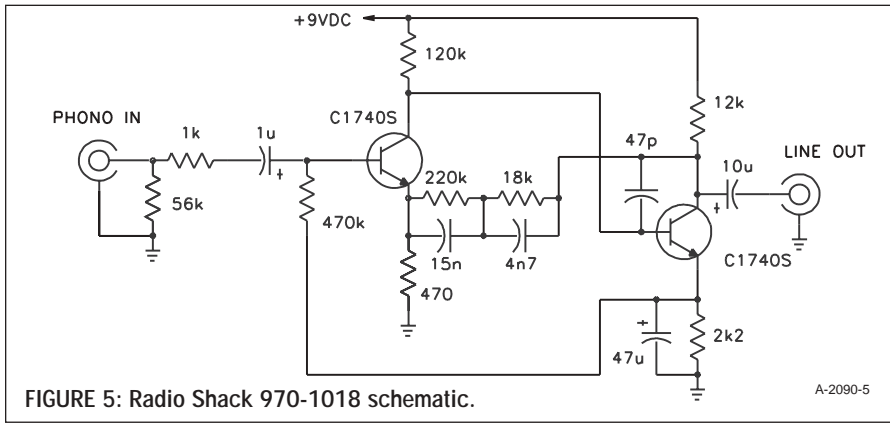 +9VDC
120k
12k
PHONO IN
1k
1u
+
C1740S
47p
10u
LINE OUT
+
220k
18k
56k
470k
C1740S
15n
4n7
470
+
47u
2k2
FIGURE 5: Radio Shack 970-1018 schematic.
A-2090-5